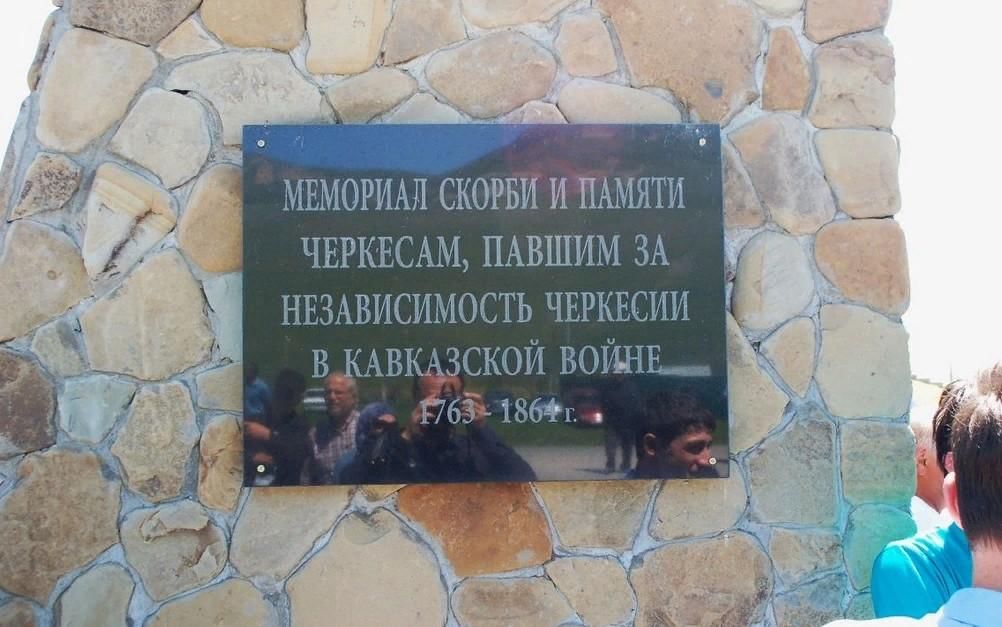 МЕМОРИАЛ СКОРБИ И ПАМЯТИ
ЧЕРКЕСАМ, ПАВШИМ ЗА
НЕЗАВИСИМОСТЬ ЧЕРКЕСИИ
В КАВКАЗСКОЙ ВОЙНЕ
1763 - 1864 г.